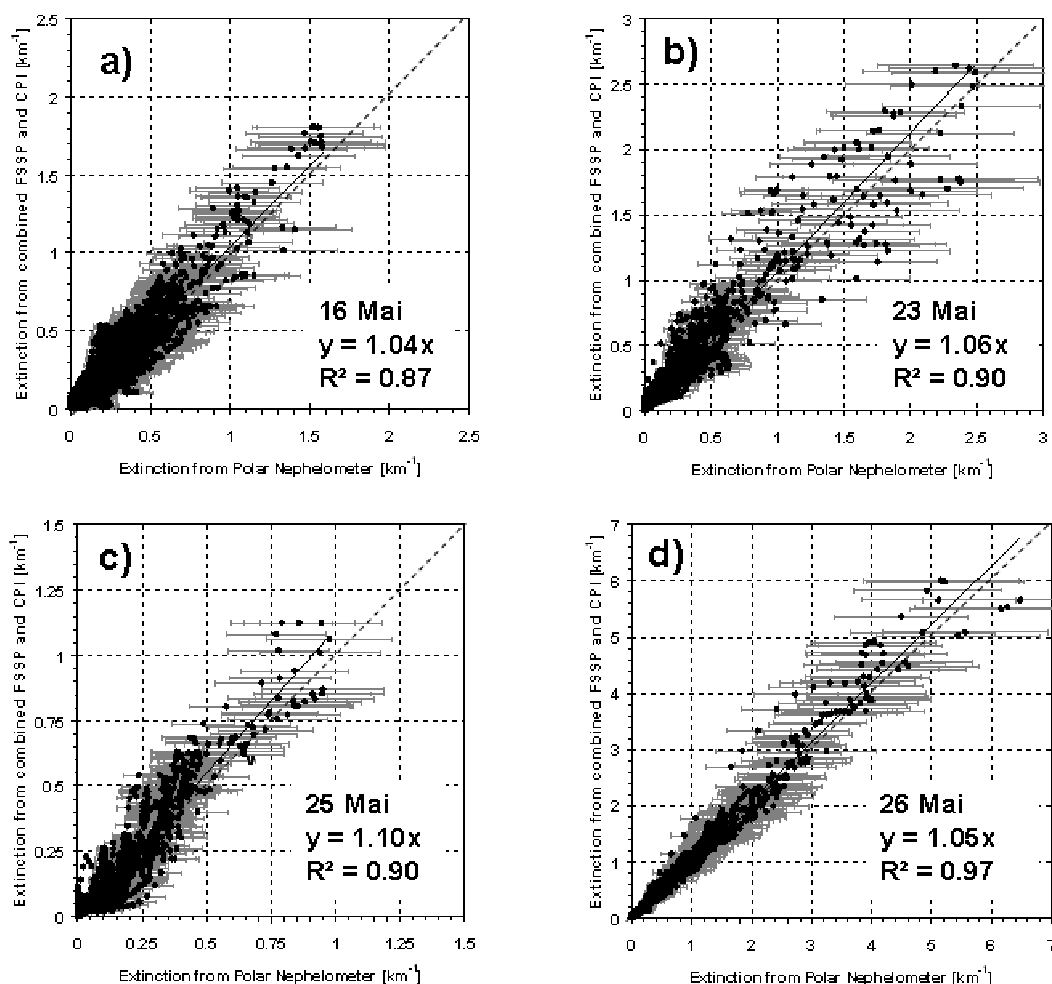 a)
2.5
2
1.5
1
0.5
0
0 0.5 1 1.5 2 2.5
Extinction from combined FSSP and CPI [km⁻¹]
Extinction from Polar Nephelometer [km⁻¹]
16 Mai
y = 1.04x
R² = 0.87
b)
3
2.5
2
1.5
1
0.5
0
0 0.5 1 1.5 2 2.5 3
Extinction from combined FSSP and CPI [km⁻¹]
Extinction from Polar Nephelometer [km⁻¹]
23 Mai
y = 1.06x
R² = 0.90
c)
1.5
1.25
1
0.75
0.5
0.25
0
0 0.25 0.5 0.75 1 1.25 1.5
Extinction from combined FSSP and CPI [km⁻¹]
Extinction from Polar Nephelometer [km⁻¹]
25 Mai
y = 1.10x
R² = 0.90
d)
7
6
5
4
3
2
1
0
0 1 2 3 4 5 6 7
Extinction from combined FSSP and CPI [km⁻¹]
Extinction from Polar Nephelometer [km⁻¹]
26 Mai
y = 1.05x
R² = 0.97